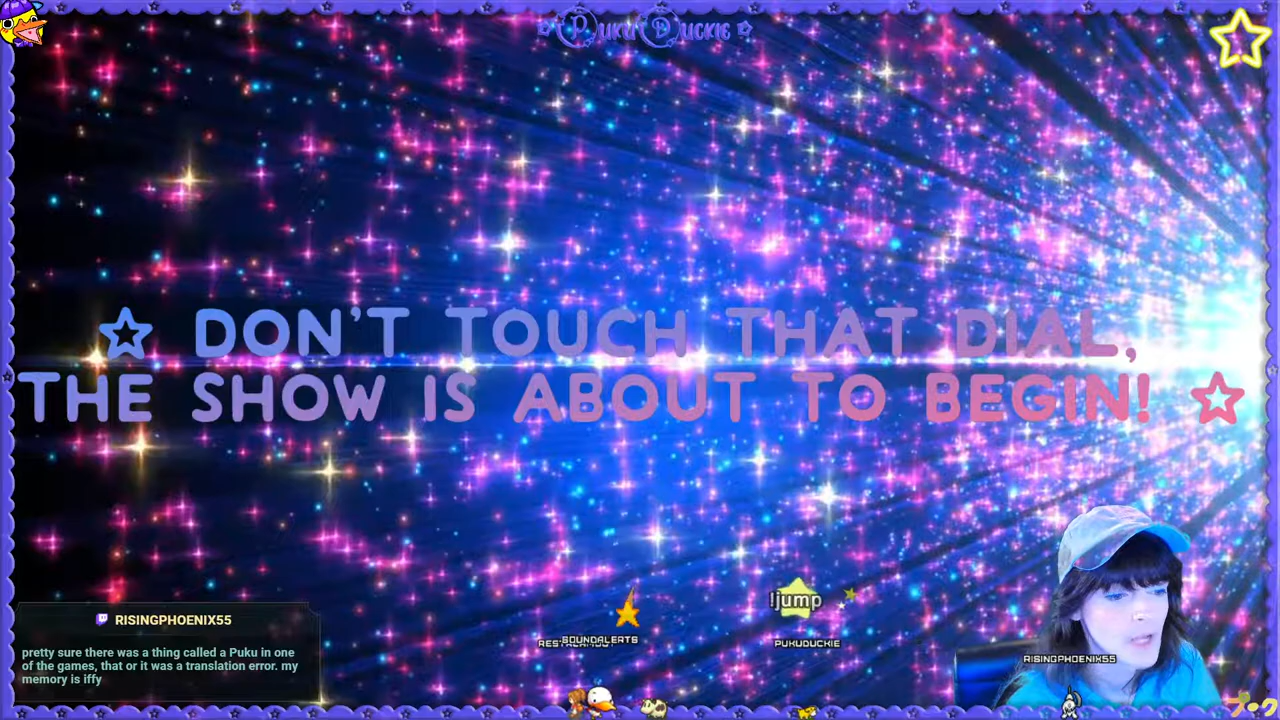 PukuDuckie
DON'T TOUCH THAT DIAL,
THE SHOW IS ABOUT TO BEGIN!
!jump
SOUNDALERTS
PUKUDUCKIE
RISINGPHOENIX55
RISINGPHOENIX55
pretty sure there was a thing called a Puku in one
of the games, that or it was a translation error. my
memory is iffy